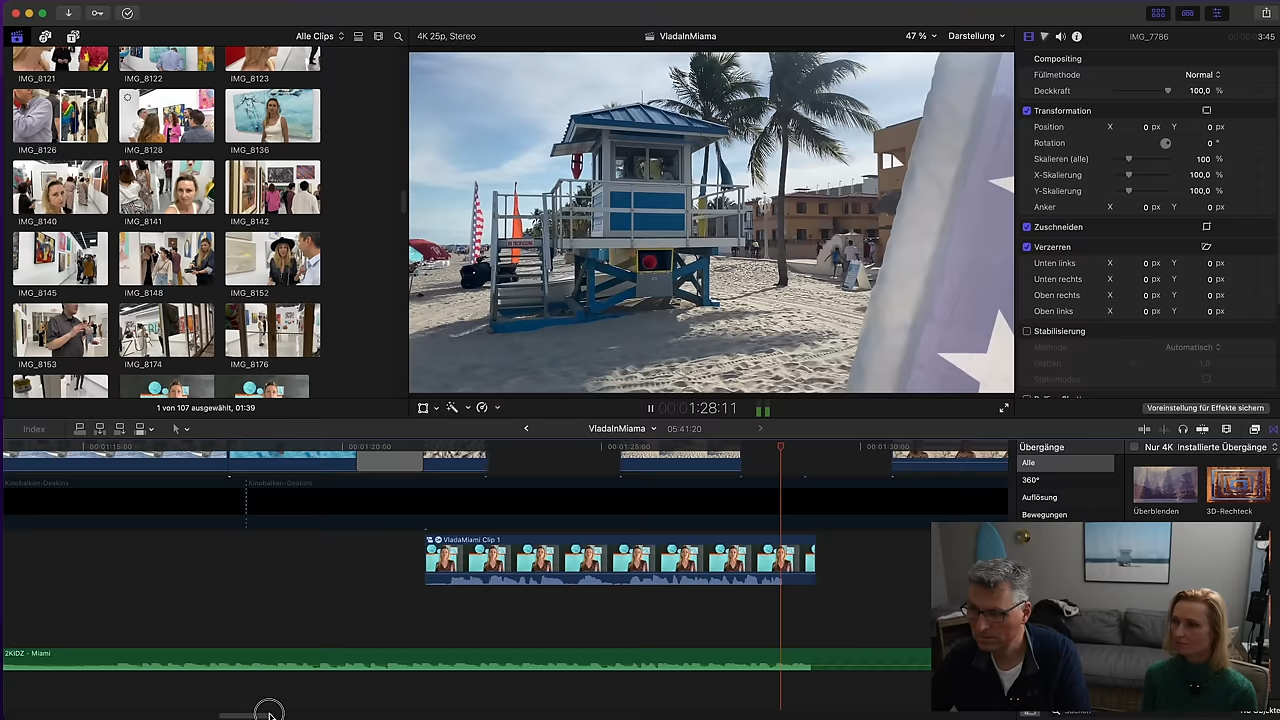 Alle Clips
4K 25p, Stereo
VladaInMiama
47 %
Darstellung
IMG_7786
3:45
IMG_8121
IMG_8122
IMG_8123
IMG_8126
IMG_8128
IMG_8136
IMG_8140
IMG_8141
IMG_8142
IMG_8145
IMG_8148
IMG_8152
IMG_8153
IMG_8174
IMG_8176
1 von 107 ausgewählt, 01:39
00:00:1:28:11
Compositing
Füllmethode
Normal
Deckkraft
100,0 %
Transformation
Position
X
0 px
Y
0 px
Rotation
0 °
Skalieren (alle)
100 %
X-Skalierung
100,0 %
Y-Skalierung
100,0 %
Anker
X
0 px
Y
0 px
Zuschneiden
Verzerren
Unten links
X
0 px
Y
0 px
Unten rechts
X
0 px
Y
0 px
Oben rechts
X
0 px
Y
0 px
Oben links
X
0 px
Y
0 px
Stabilisierung
Methode
Automatisch
Glätten
1,0
Stativmodus
Voreinstellung für Effekte sichern
Index
VladaInMiama
05:41:20
00:01:15:00
00:01:20:00
00:01:25:00
00:01:30:00
Kinobalken-Deakins
Kinobalken-Deakins
VladaMiami Clip 1
2KIDZ - Miami
Übergänge
Nur 4K
Installierte Übergänge
Alle
360°
Auflösung
Bewegungen
Überblenden
3D-Rechteck